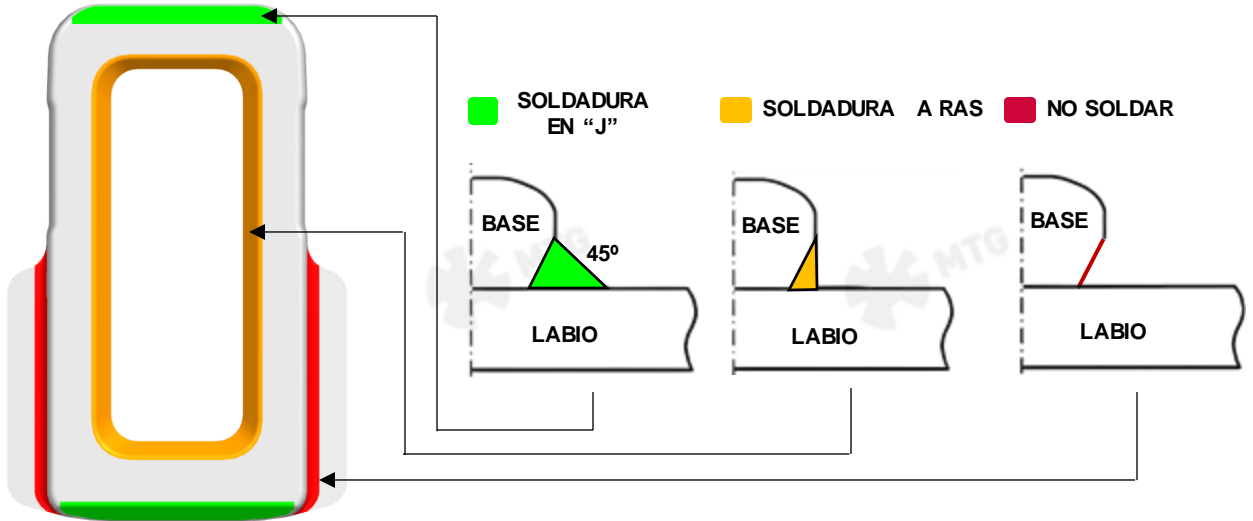 SOLDADURA
EN “J”
SOLDADURA A RAS
NO SOLDAR
BASE
45º
LABIO
BASE
LABIO
BASE
LABIO
MTG
MTG